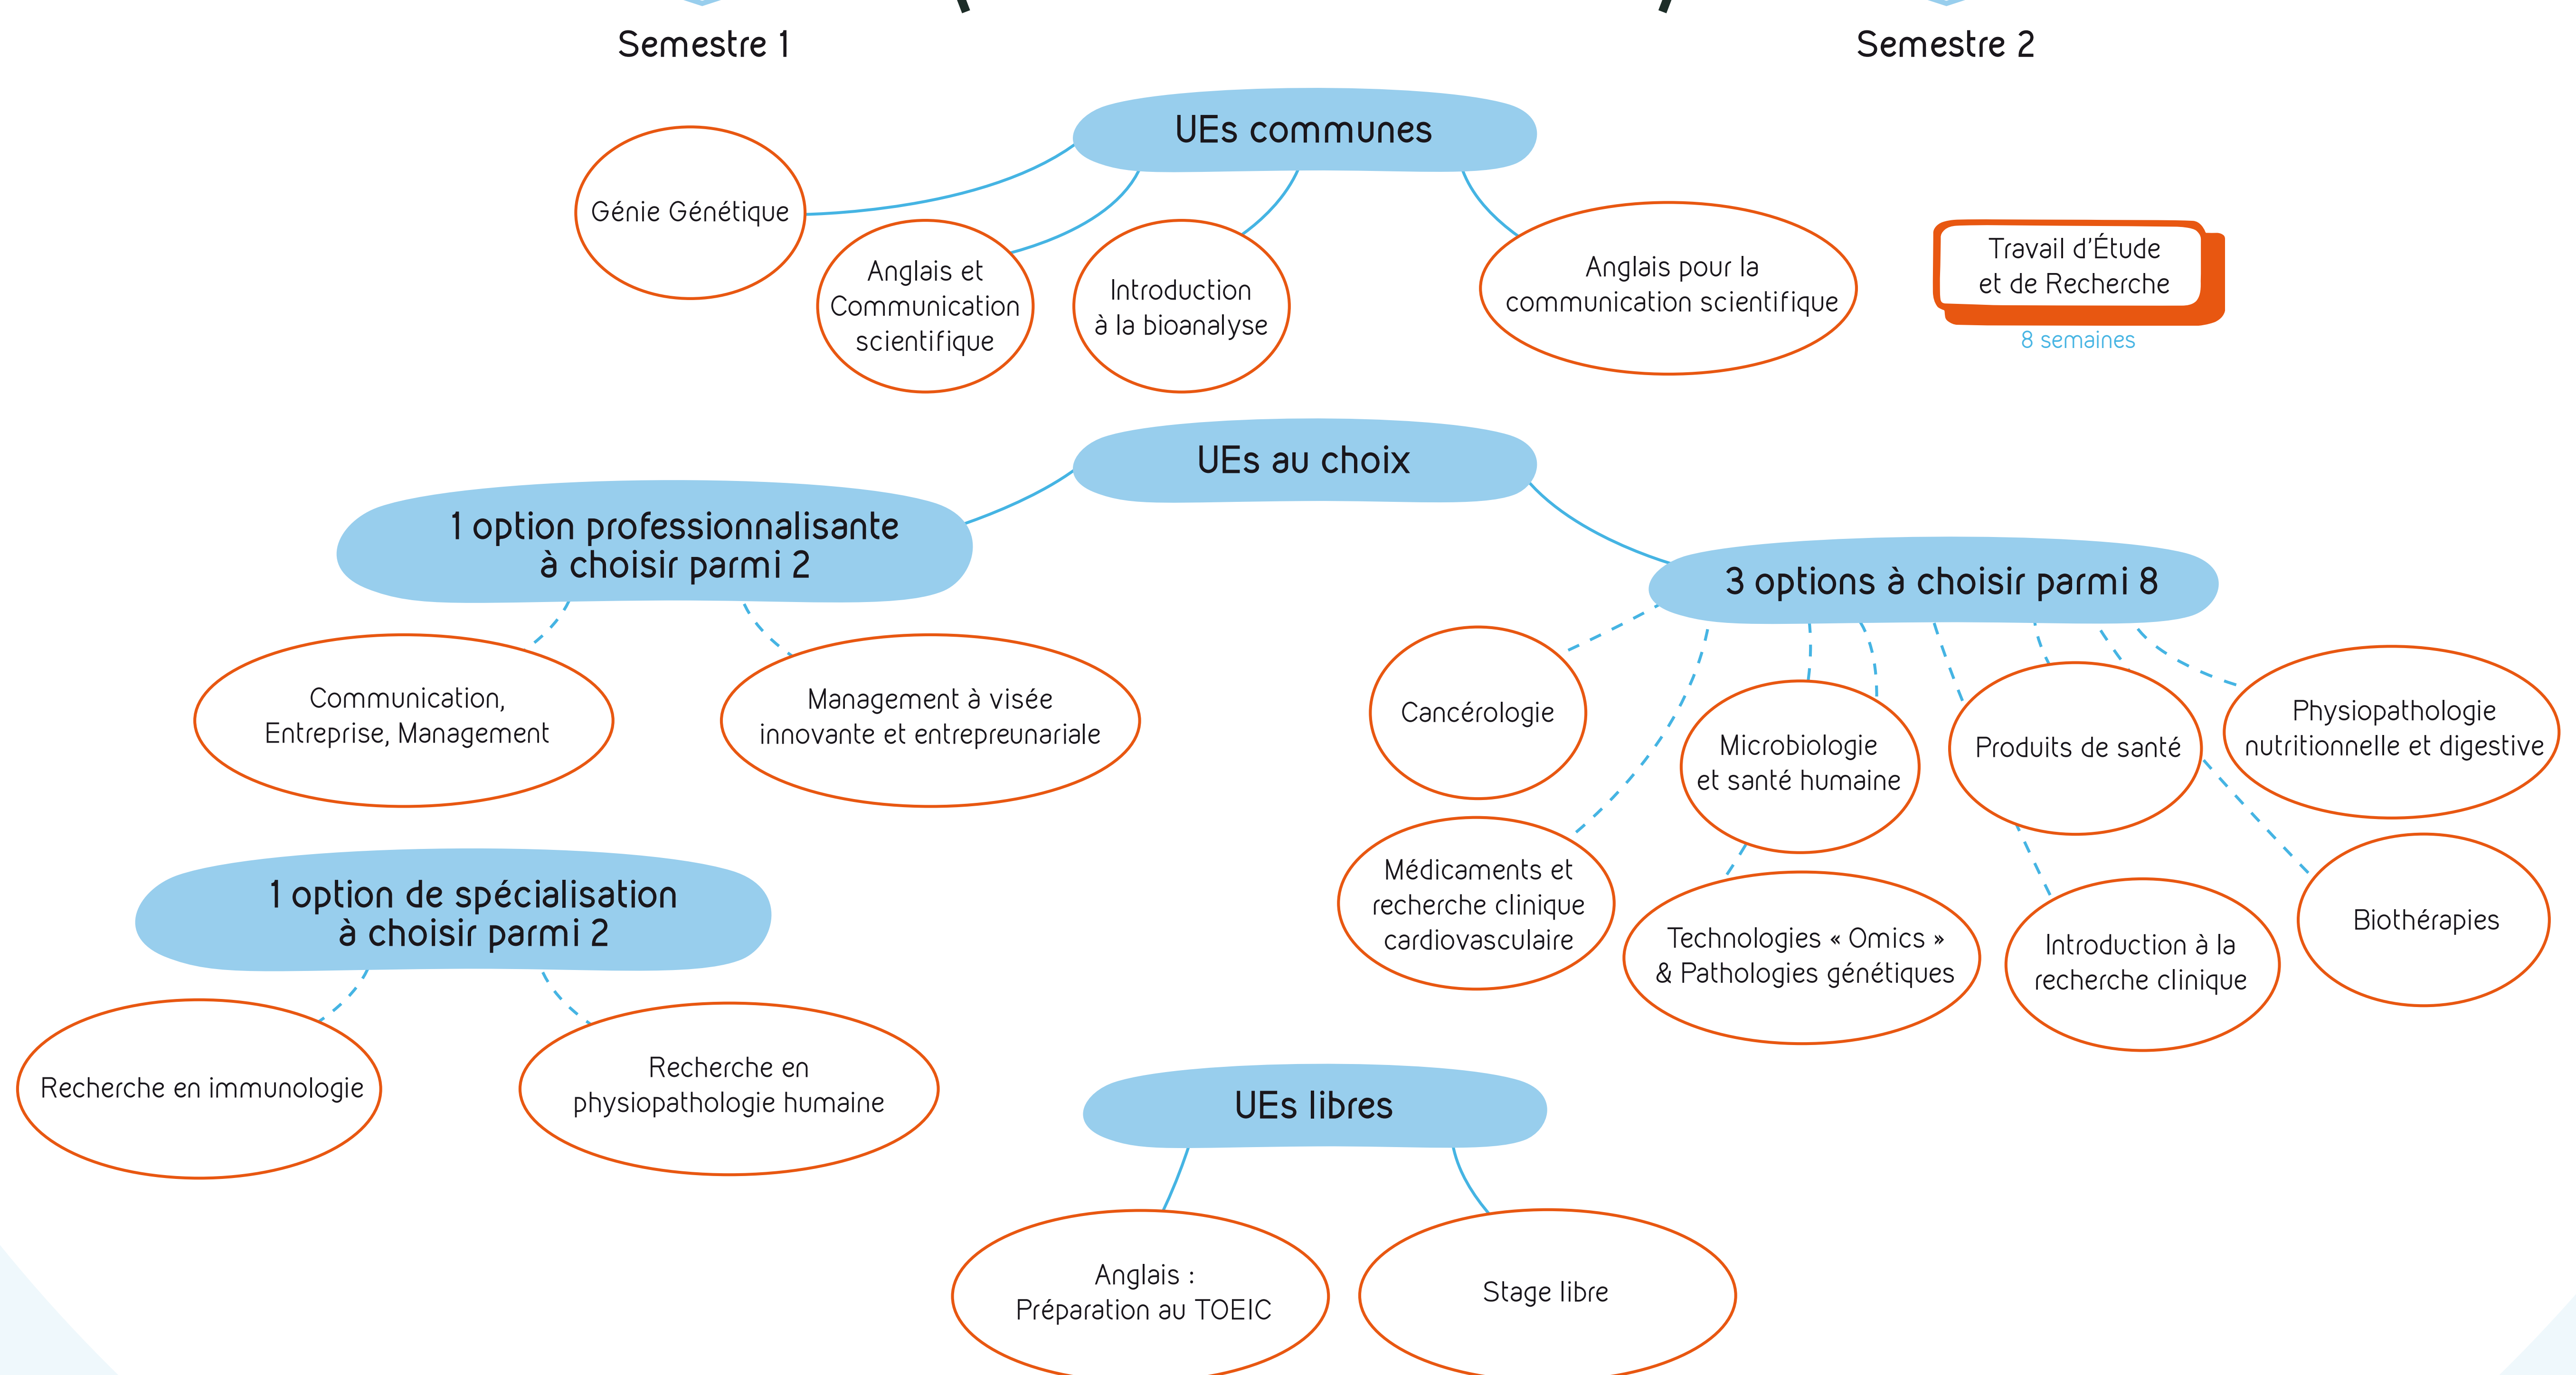 Semestre 1
Semestre 2
UEs communes
Génie Génétique
Anglais et
Communication
scientifique
Introduction
à la bioanalyse
Anglais pour la
communication scientifique
Travail d'Étude
et de Recherche
8 semaines
UEs au choix
1 option professionnalisante
à choisir parmi 2
Communication,
Entreprise, Management
Management à visée
innovante et entrepreunariale
1 option de spécialisation
à choisir parmi 2
Recherche en immunologie
Recherche en
physiopathologie humaine
3 options à choisir parmi 8
Cancérologie
Médicaments et
recherche clinique
cardiovasculaire
Microbiologie
et santé humaine
Technologies « Omics »
& Pathologies génétiques
Produits de santé
Introduction à la
recherche clinique
Physiopathologie
nutritionnelle et digestive
Biothérapies
UEs libres
Anglais :
Préparation au TOEIC
Stage libre